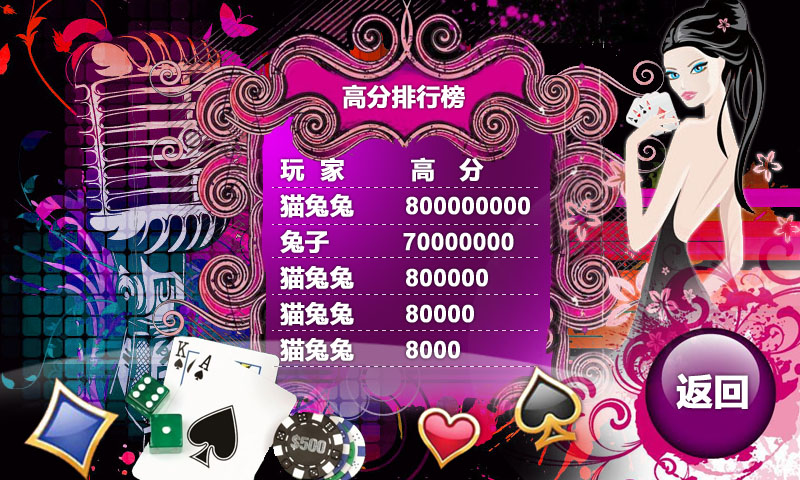 高分排行榜
玩 家 高 分
猫兔兔 800000000
兔子 70000000
猫兔兔 800000
猫兔兔 80000
猫兔兔 8000
K A
$500
返回